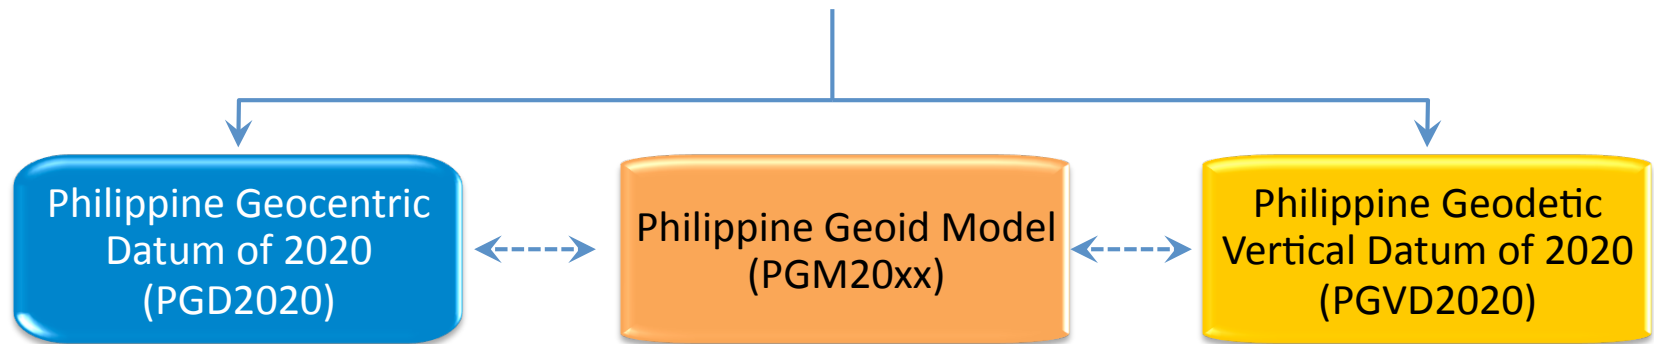 Philippine Geocentric
Datum of 2020
(PGD2020)
Philippine Geoid Model
(PGM20xx)
Philippine Geodetic
Vertical Datum of 2020
(PGVD2020)